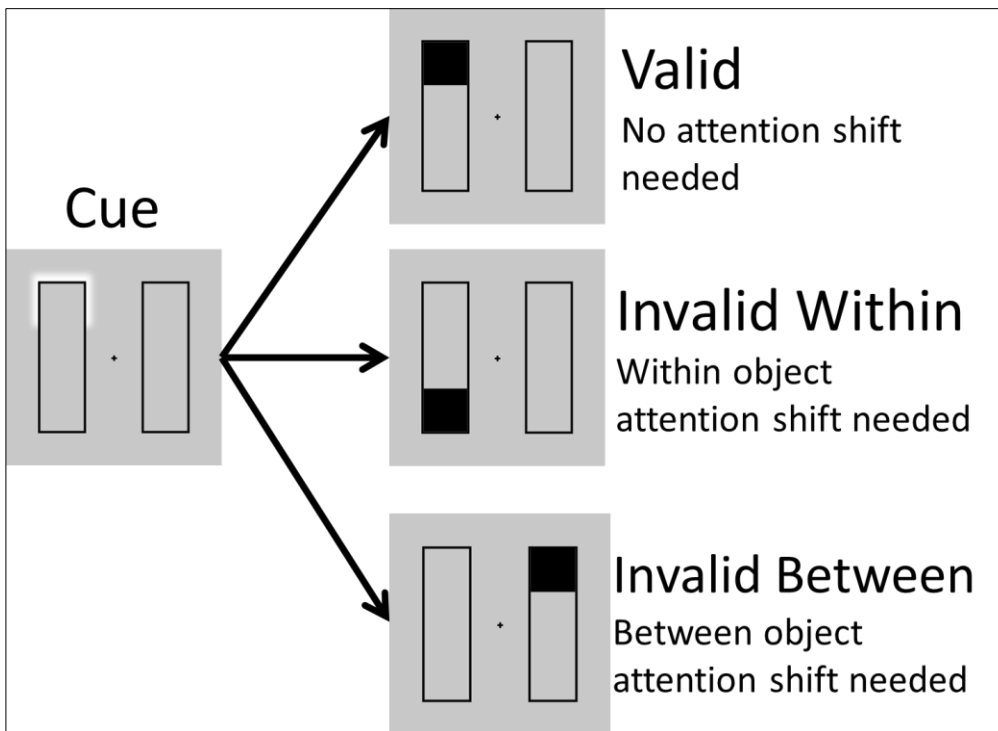 Cue
Valid
No attention shift
needed
Invalid Within
Within object
attention shift needed
Invalid Between
Between object
attention shift needed